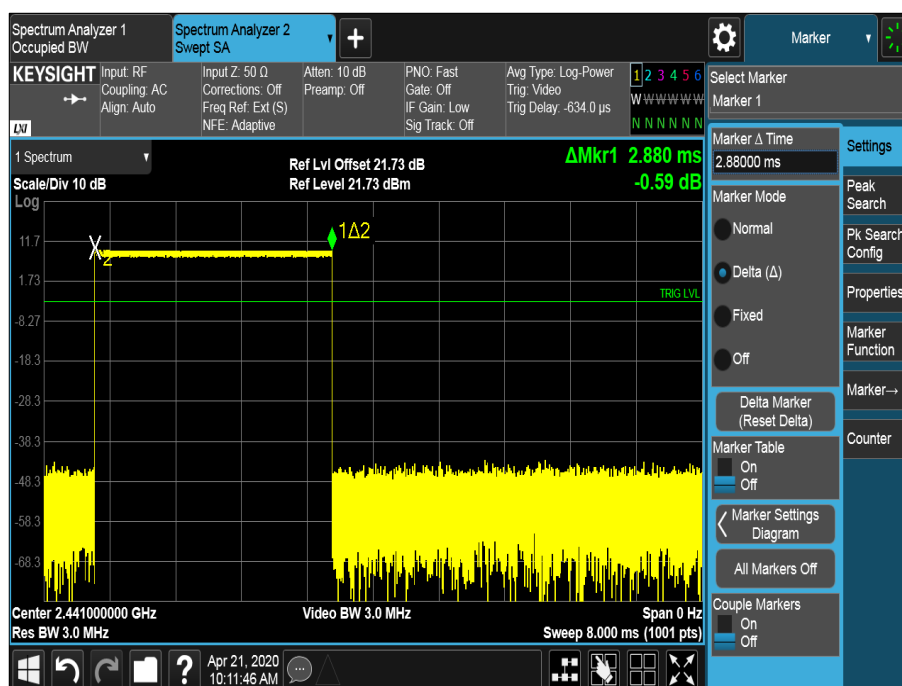 Spectrum Analyzer 1
Occupied BW
Spectrum Analyzer 2
Swept SA
Marker
KEYSIGHT
LXI
Input: RF
Coupling: AC
Align: Auto
Input Z: 50 Ω
Corrections: Off
Freq Ref: Ext (S)
NFE: Adaptive
Atten: 10 dB
Preamp: Off
PNO: Fast
Gate: Off
IF Gain: Low
Sig Track: Off
Avg Type: Log-Power
Trig: Video
Trig Delay: -634.0 µs
1 2 3 4 5 6
W W W W W W
N N N N N N
Select Marker
Marker 1
1 Spectrum
Scale/Div 10 dB
Log
Ref Lvl Offset 21.73 dB
Ref Level 21.73 dBm
ΔMkr1 2.880 ms
-0.59 dB
11.7
1.73
-8.27
-18.3
-28.3
-38.3
-48.3
-58.3
-68.3
X
2
1Δ2
TRIG LVL
Center 2.441000000 GHz
Res BW 3.0 MHz
Video BW 3.0 MHz
Span 0 Hz
Sweep 8.000 ms (1001 pts)
Marker Δ Time
2.88000 ms
Marker Mode
Normal
Delta (Δ)
Fixed
Off
Delta Marker
(Reset Delta)
Marker Table
On
Off
Marker Settings
Diagram
All Markers Off
Couple Markers
On
Off
Settings
Peak
Search
Pk Search
Config
Properties
Marker
Function
Marker→
Counter
?
Apr 21, 2020
10:11:46 AM